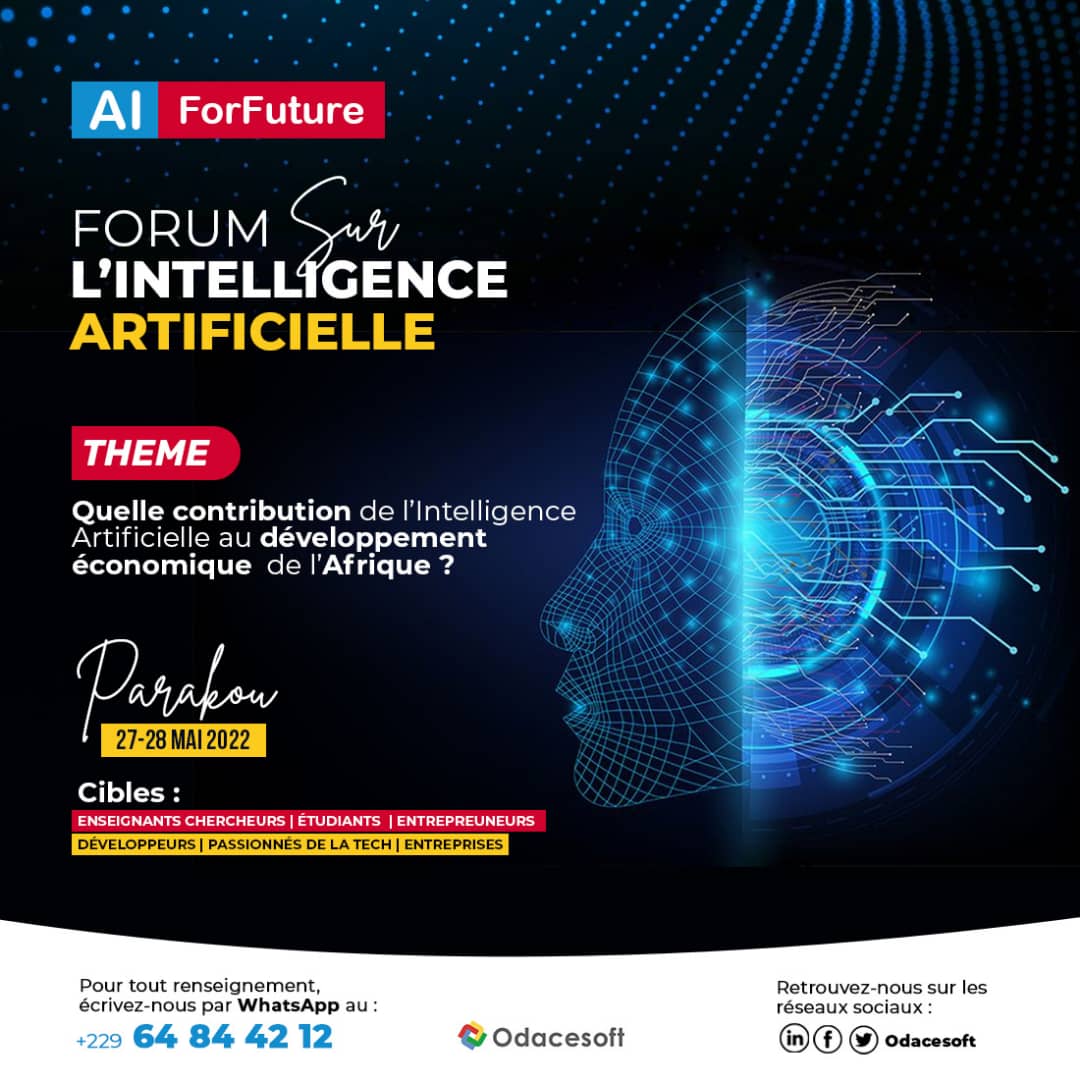 AI ForFuture
FORUM Sur
L'INTELLIGENCE
ARTIFICIELLE
THEME
Quelle contribution de l'Intelligence
Artificielle au développement
économique de l'Afrique ?
Parakou
27-28 MAI 2022
Cibles :
ENSEIGNANTS CHERCHEURS | ÉTUDIANTS | ENTREPREUNEURS
DÉVELOPPEURS | PASSIONNÉS DE LA TECH | ENTREPRISES
Pour tout renseignement,
écrivez-nous par WhatsApp au :
+229 64 84 42 12
Odacesoft
Retrouvez-nous sur les
réseaux sociaux :
in f Odacesoft